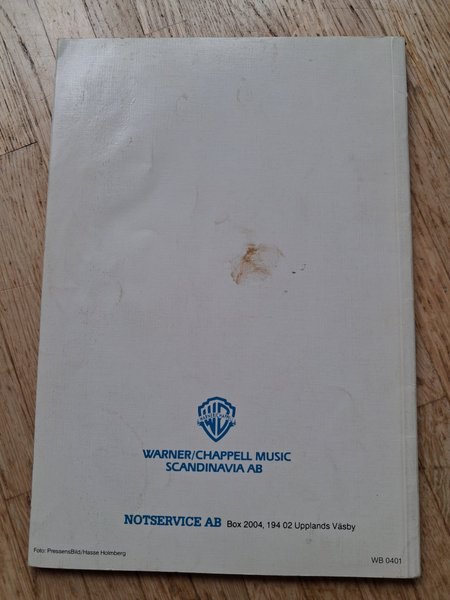 WARNER/CHAPPELL MUSIC
SCANDINAVIA AB
NOTSERVICE AB Box 2004, 194 02 Upplands Väsby
Foto: PressensBild/Hasse Holmberg
WB 0401